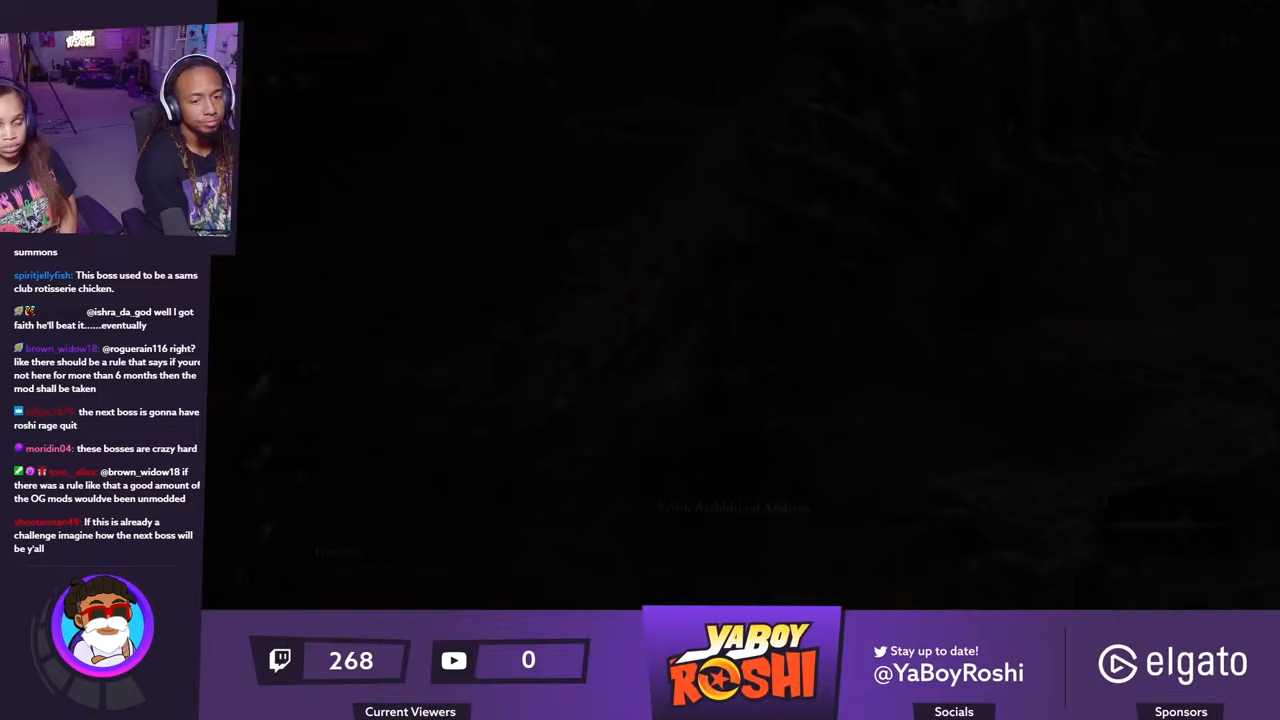 YABOY
ROSHI
summons
spiritjellyfish: This boss used to be a sams
club rotisserie chicken.
@ishra_da_god well I got
faith he'll beat it......eventually
brown_widow18: @roguerain116 right?
like there should be a rule that says if youre
not here for more than 6 months then the
mod shall be taken
the next boss is gonna have
roshi rage quit
moridin04: these bosses are crazy hard
@brown_widow18 if
there was a rule like that a good amount of
the OG mods wouldve been unmodded
shooterman49: If this is already a
challenge imagine how the next boss will
be y'all
268
0
Current Viewers
YABOY
ROSHI
Stay up to date!
@YaBoyRoshi
Socials
elgato
Sponsors